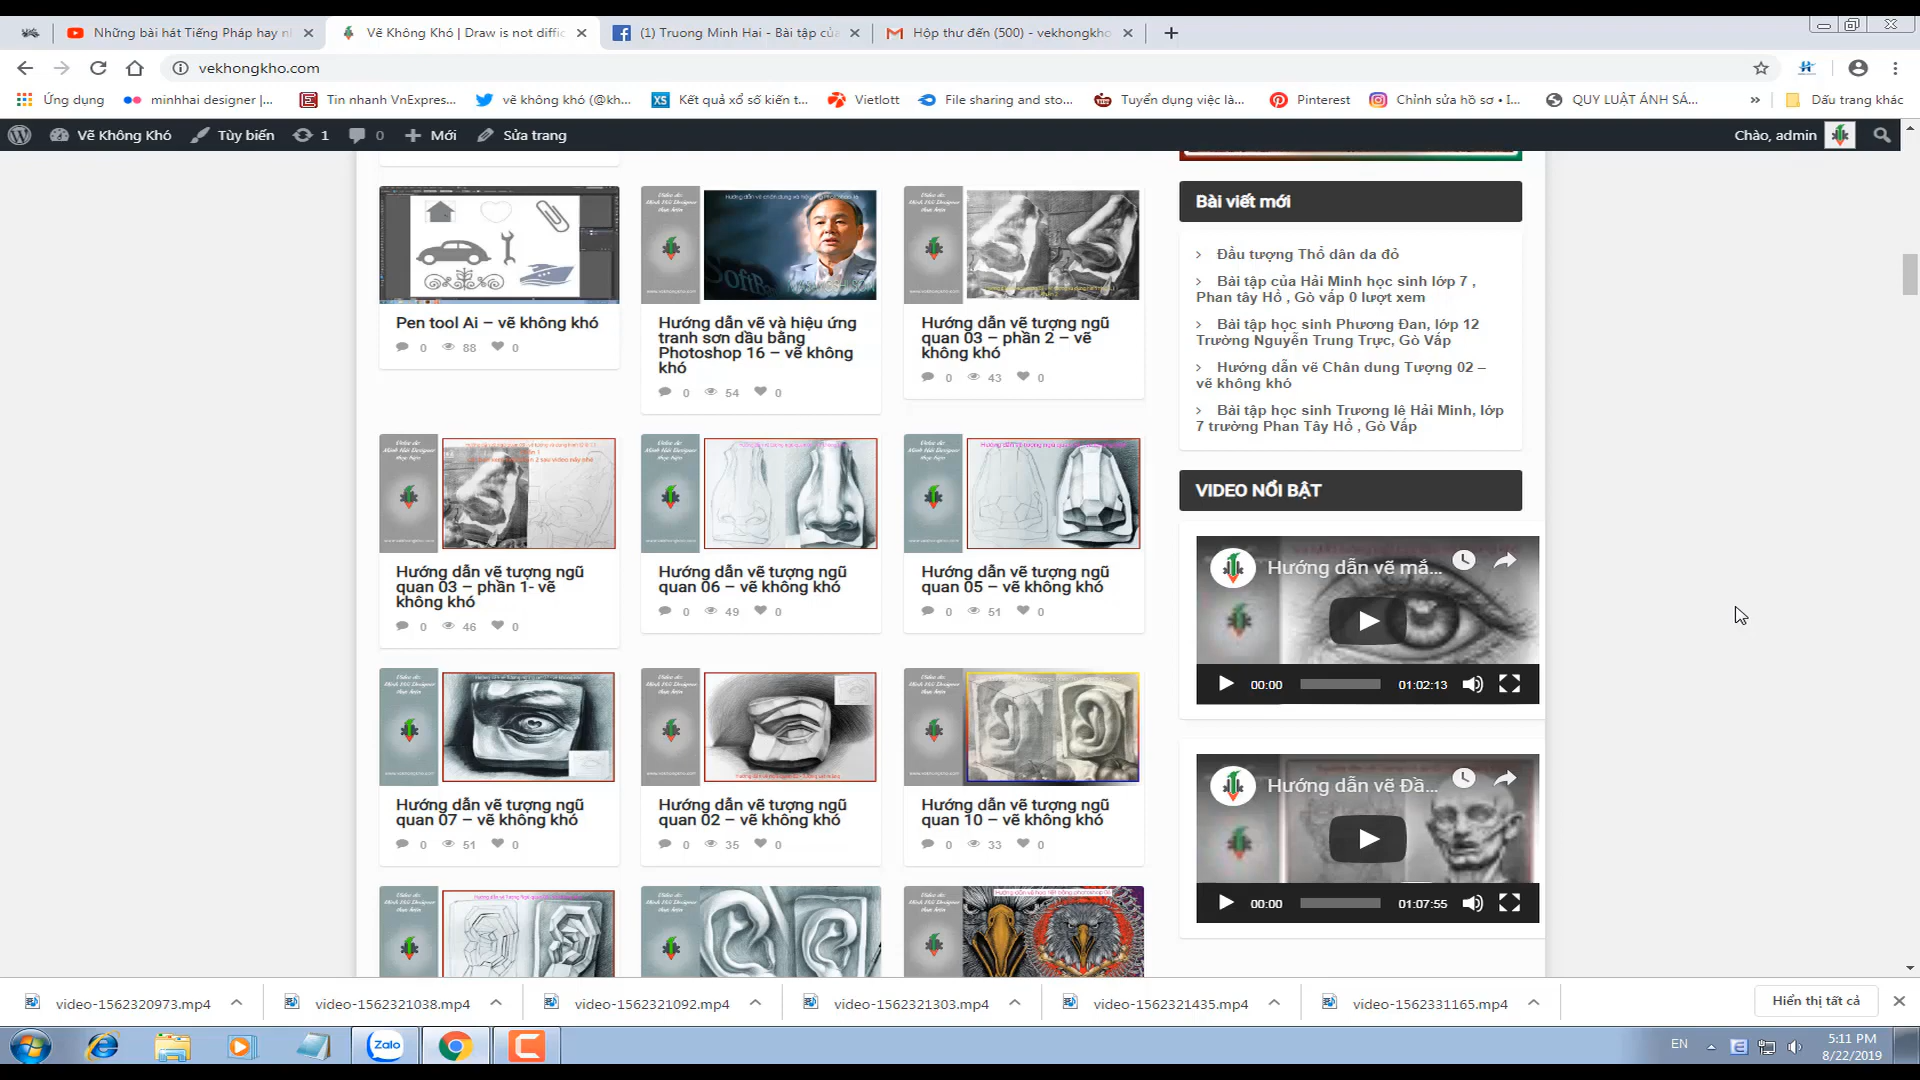 Những bài hát Tiếng Pháp hay n
Vẽ Không Khó | Draw is not diffic
(1) Truong Minh Hai - Bài tập của
Hộp thư đến (500) - vekhongkho
vekhongkho.com
Ứng dụng
minhhai designer |...
Tin nhanh VnExpres...
vẽ không khó (@kh...
XS
Kết quả xổ số kiến t...
Vietlott
File sharing and sto...
Tuyển dụng việc là...
Pinterest
Chỉnh sửa hồ sơ • I...
QUY LUẬT ÁNH SÁ...
»
Dấu trang khác
Vẽ Không Khó
Tùy biến
1
0
Mới
Sửa trang
Chào, admin
Pen tool Ai – vẽ không khó
0 88 0
Hướng dẫn vẽ và hiệu ứng
tranh sơn dầu bằng
Photoshop 16 – vẽ không
khó
0 54 0
Hướng dẫn vẽ tượng ngũ
quan 03 – phần 2 – vẽ
không khó
0 43 0
Hướng dẫn vẽ tượng ngũ
quan 03 – phần 1- vẽ
không khó
0 46 0
Hướng dẫn vẽ tượng ngũ
quan 06 – vẽ không khó
0 49 0
Hướng dẫn vẽ tượng ngũ
quan 05 – vẽ không khó
0 51 0
Hướng dẫn vẽ tượng ngũ
quan 07 – vẽ không khó
0 51 0
Hướng dẫn vẽ tượng ngũ
quan 02 – vẽ không khó
0 35 0
Hướng dẫn vẽ tượng ngũ
quan 10 – vẽ không khó
0 33 0
Bài viết mới
Đầu tượng Thổ dân da đỏ
Bài tập của Hải Minh học sinh lớp 7 ,
Phan tây Hồ , Gò vấp 0 lượt xem
Bài tập học sinh Phương Đan, lớp 12
Trường Nguyễn Trung Trực, Gò Vấp
Hướng dẫn vẽ Chân dung Tượng 02 –
vẽ không khó
Bài tập học sinh Trương lê Hải Minh, lớp
7 trường Phan Tây Hồ , Gò Vấp
VIDEO NỔI BẬT
Hướng dẫn vẽ mắ...
00:00
01:02:13
Hướng dẫn vẽ Đầ...
00:00
01:07:55
video-1562320973.mp4
video-1562321038.mp4
video-1562321092.mp4
video-1562321303.mp4
video-1562321435.mp4
video-1562331165.mp4
Hiển thị tất cả
Zalo
EN
5:11 PM
8/22/2019